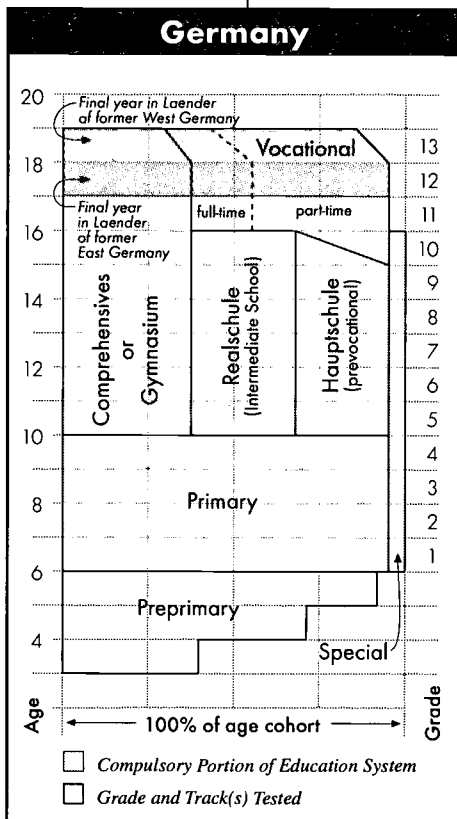 Germany
20
Final year in Laender
of former West Germany
Vocational
13
18
12
Final year
in Laender
of former
East Germany
full-time
part-time
11
16
10
Comprehensives
or
Gymnasium
Realschule
(Intermediate School)
Hauptschule
(prevocational)
14
9
8
12
7
6
5
10
4
8
Primary
3
2
1
6
Preprimary
4
Special
Age
100% of age cohort
Grade
Compulsory Portion of Education System
Grade and Track(s) Tested